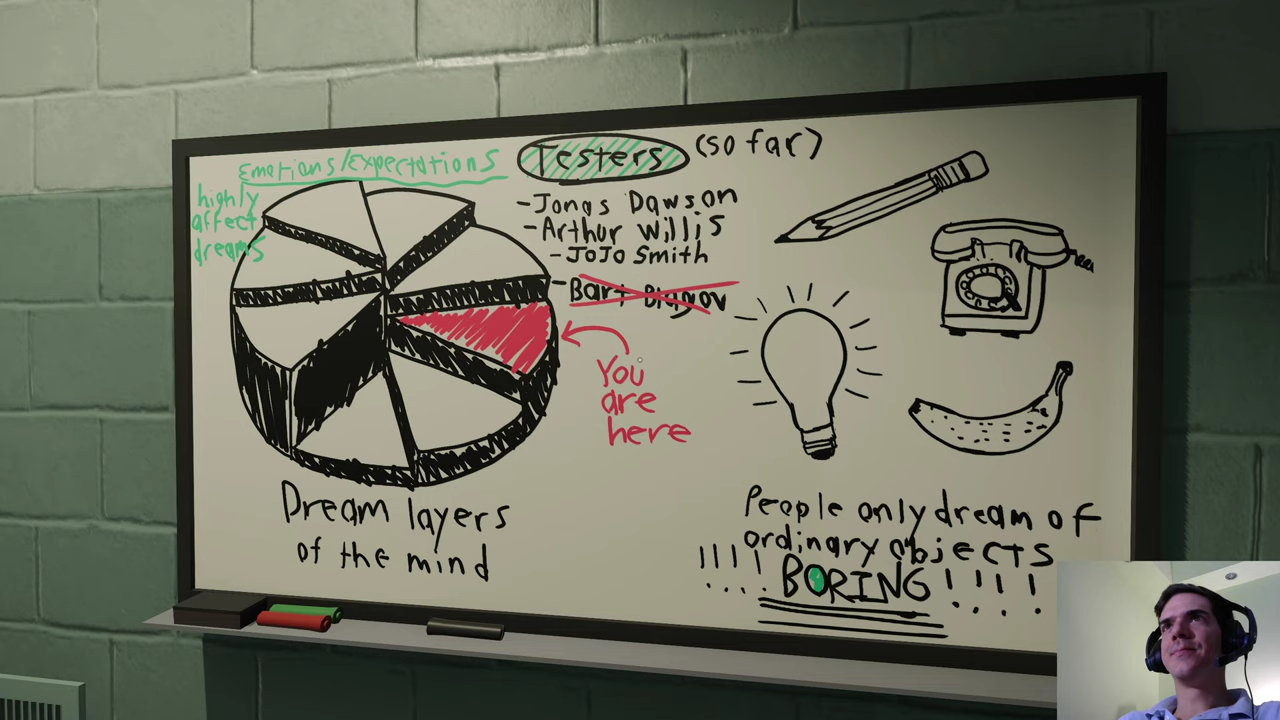 Emotions/Expectations
highly
affect
dreams
Testers (so far)
-Jonas Dawson
-Arthur Willis
-JoJo Smith
-Bart
You
are
here
Dream layers
of the mind
People only dream of
ordinary objects
!!!! BORING !!!!